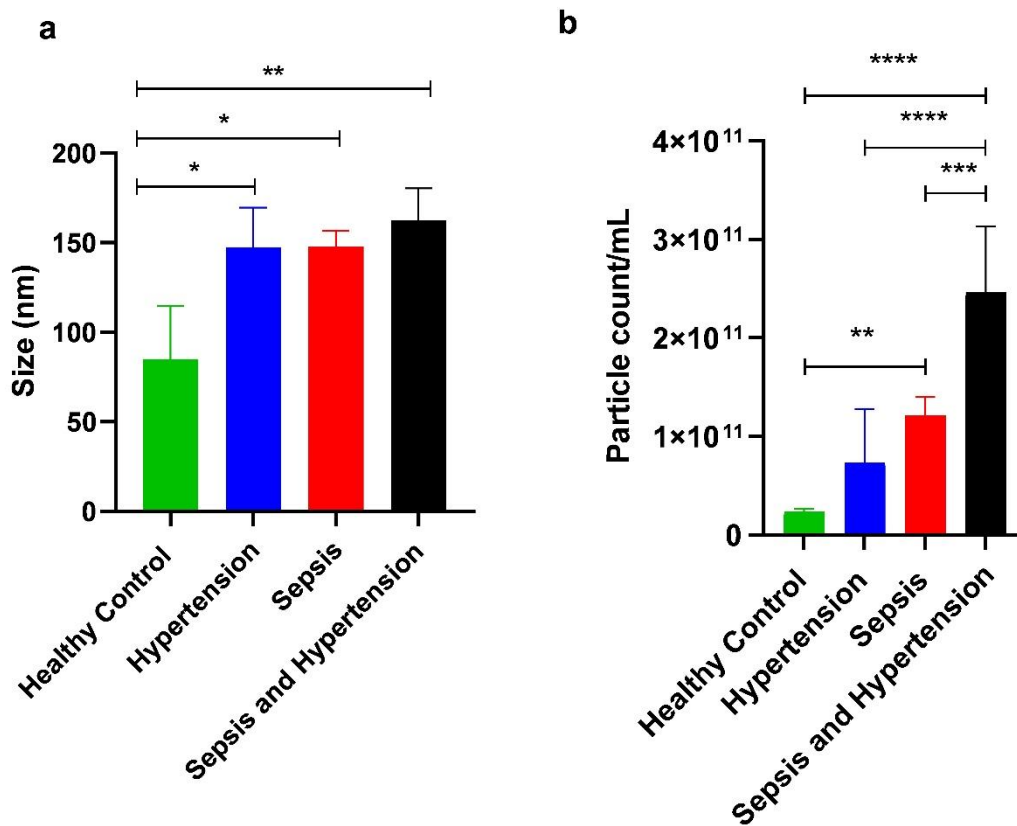 a
**
*
*
200
150
100
50
0
Size (nm)
Healthy Control
Hypertension
Sepsis
Sepsis and Hypertension
b
****
****
***
**
4×10¹¹
3×10¹¹
2×10¹¹
1×10¹¹
0
Particle count/mL
Healthy Control
Hypertension
Sepsis
Sepsis and Hypertension